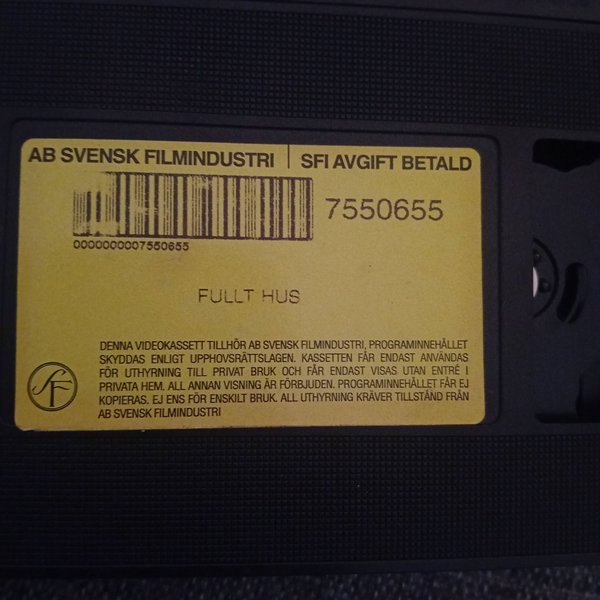 AB SVENSK FILMINDUSTRI | SFI AVGIFT BETALD
7550655
0000000007550655
FULLT HUS
DENNA VIDEOKASSETT TILLHÖR AB SVENSK FILMINDUSTRI, PROGRAMINNEHÅLLET
SKYDDAS ENLIGT UPPHOVSRÄTTSLAGEN. KASSETTEN FÅR ENDAST ANVÄNDAS
FÖR UTHYRNING TILL PRIVAT BRUK OCH FÅR ENDAST VISAS UTAN ENTRÉ I
PRIVATA HEM. ALL ANNAN VISNING ÄR FÖRBJUDEN. PROGRAMINNEHÅLLET FÅR EJ
KOPIERAS. EJ ENS FÖR ENSKILT BRUK. ALL UTHYRNING KRÄVER TILLSTÅND FRÅN
AB SVENSK FILMINDUSTRI
SF